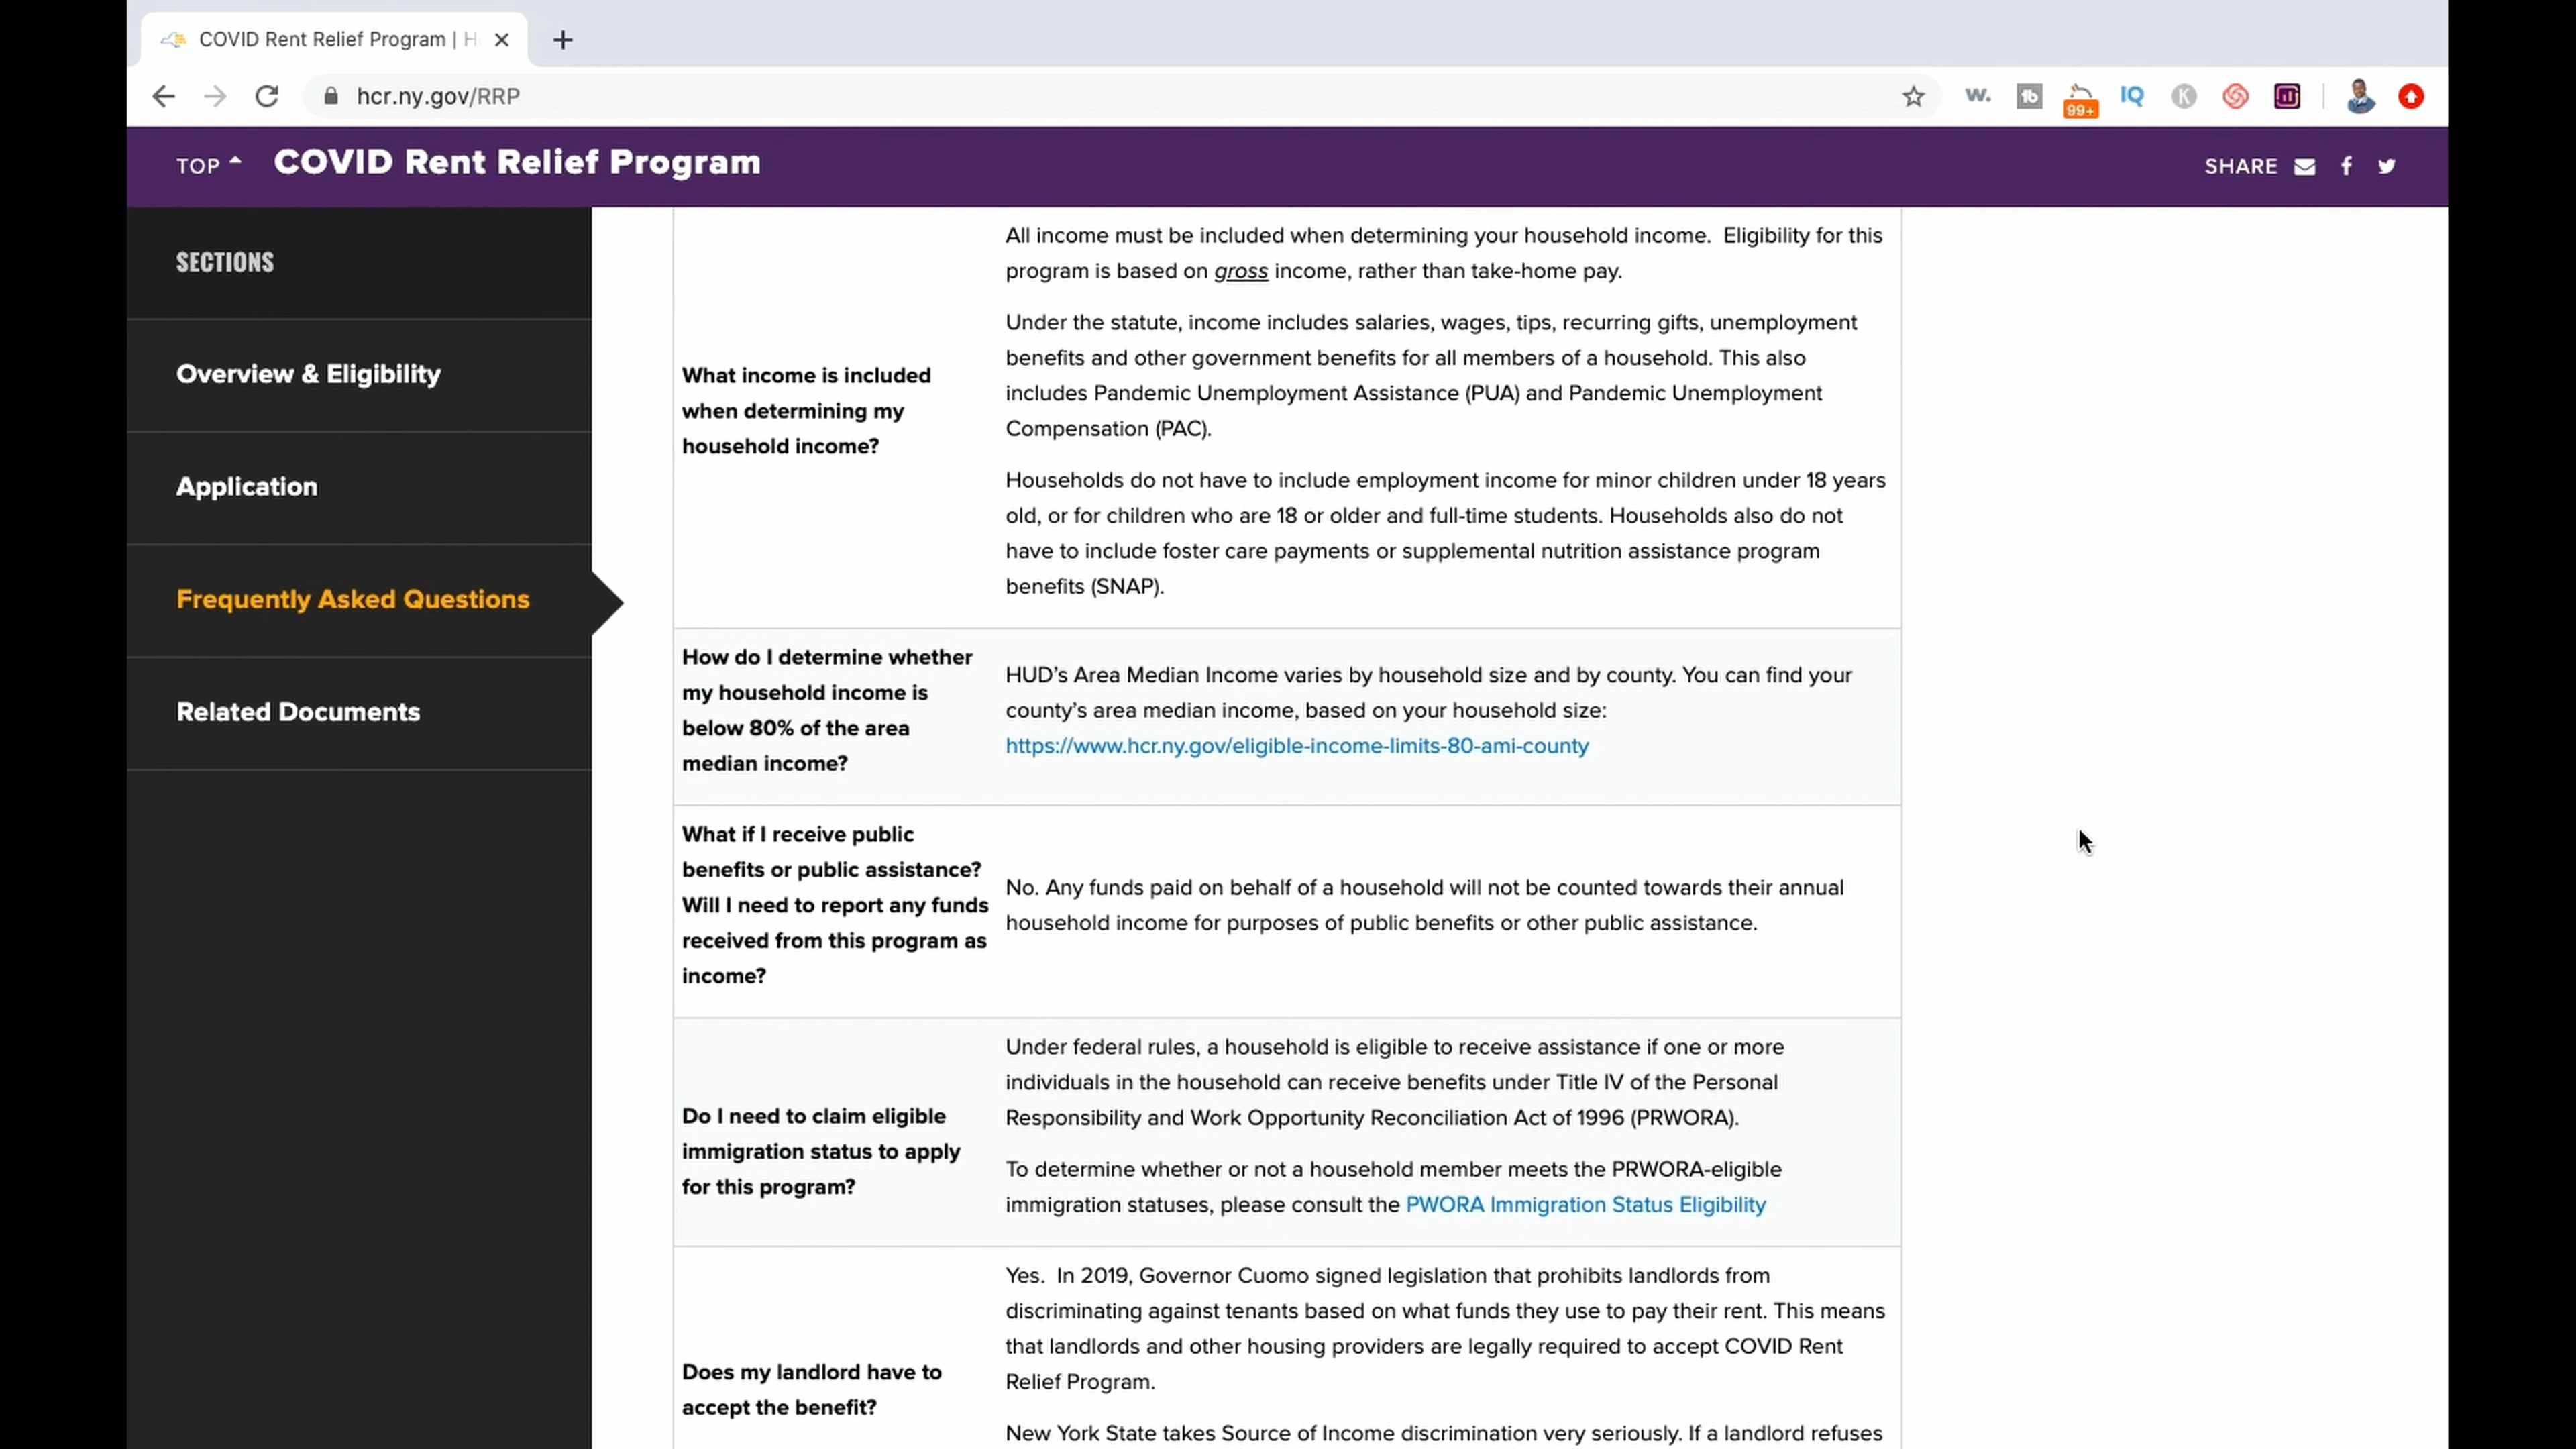 COVID Rent Relief Program | H
hcr.ny.gov/RRP
W.
tb
99+
IQ
K
TOP
COVID Rent Relief Program
SHARE
SECTIONS
Overview & Eligibility
Application
Frequently Asked Questions
Related Documents
What income is included
when determining my
household income?
All income must be included when determining your household income.  Eligibility for this
program is based on gross income, rather than take-home pay.
Under the statute, income includes salaries, wages, tips, recurring gifts, unemployment
benefits and other government benefits for all members of a household. This also
includes Pandemic Unemployment Assistance (PUA) and Pandemic Unemployment
Compensation (PAC).
Households do not have to include employment income for minor children under 18 years
old, or for children who are 18 or older and full-time students. Households also do not
have to include foster care payments or supplemental nutrition assistance program
benefits (SNAP).
How do I determine whether
my household income is
below 80% of the area
median income?
HUD's Area Median Income varies by household size and by county. You can find your
county's area median income, based on your household size:
https://www.hcr.ny.gov/eligible-income-limits-80-ami-county
What if I receive public
benefits or public assistance?
Will I need to report any funds
received from this program as
income?
No. Any funds paid on behalf of a household will not be counted towards their annual
household income for purposes of public benefits or other public assistance.
Do I need to claim eligible
immigration status to apply
for this program?
Under federal rules, a household is eligible to receive assistance if one or more
individuals in the household can receive benefits under Title IV of the Personal
Responsibility and Work Opportunity Reconciliation Act of 1996 (PRWORA).
To determine whether or not a household member meets the PRWORA-eligible
immigration statuses, please consult the PWORA Immigration Status Eligibility
Does my landlord have to
accept the benefit?
Yes.  In 2019, Governor Cuomo signed legislation that prohibits landlords from
discriminating against tenants based on what funds they use to pay their rent. This means
that landlords and other housing providers are legally required to accept COVID Rent
Relief Program.
New York State takes Source of Income discrimination very seriously. If a landlord refuses